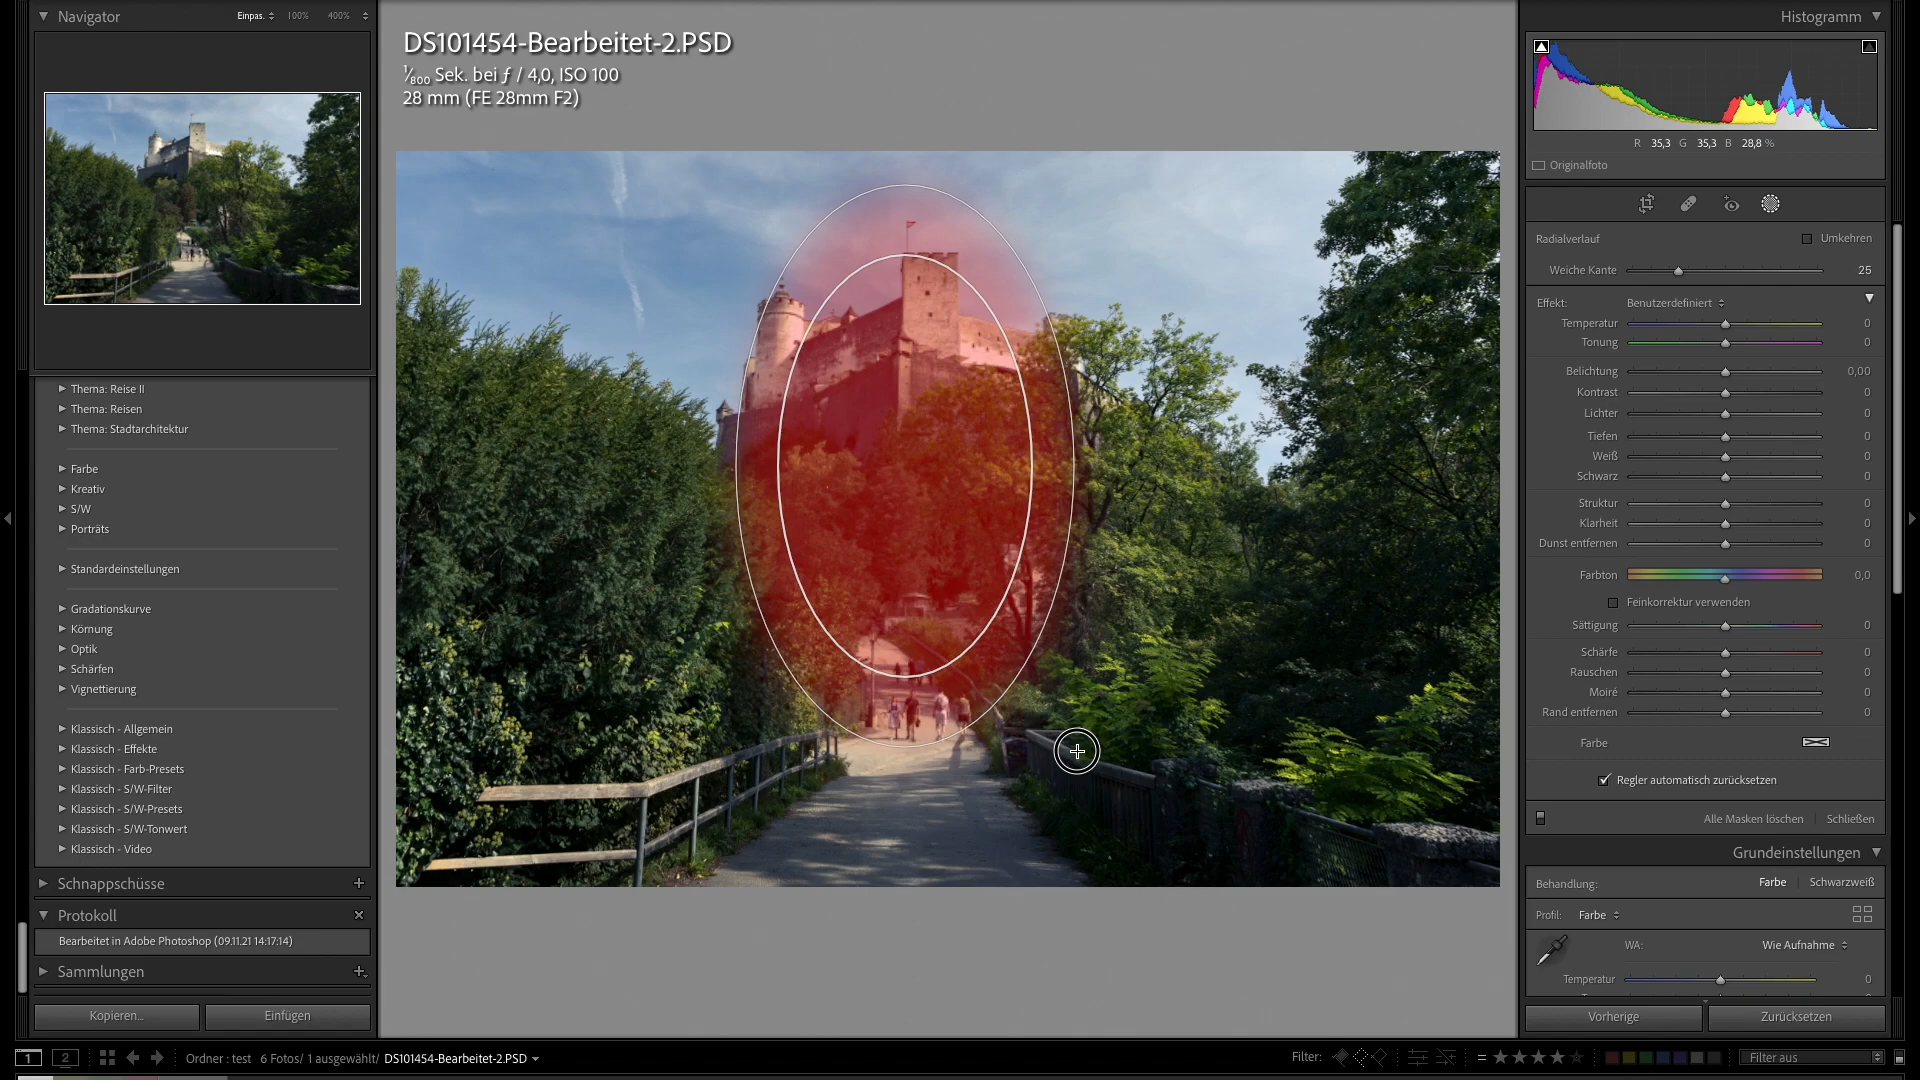 Navigator
Einpas. 100% 400%
Thema: Reise II
Thema: Reisen
Thema: Stadtarchitektur
Farbe
Kreativ
S/W
Porträts
Standardeinstellungen
Gradationskurve
Körnung
Optik
Schärfen
Vignettierung
Klassisch - Allgemein
Klassisch - Effekte
Klassisch - Farb-Presets
Klassisch - S/W-Filter
Klassisch - S/W-Presets
Klassisch - S/W-Tonwert
Klassisch - Video
Schnappschüsse
Protokoll
Bearbeitet in Adobe Photoshop (09.11.21 14:17:14)
Sammlungen
Kopieren... Einfügen
DS101454-Bearbeitet-2.PSD
1/800 Sek. bei ƒ / 4,0, ISO 100
28 mm (FE 28mm F2)
Histogramm
R 35,3 G 35,3 B 28,8 %
Originalfoto
Radialverlauf Umkehren
Weiche Kante 25
Effekt: Benutzerdefiniert
Temperatur 0
Tonung 0
Belichtung 0,00
Kontrast 0
Lichter 0
Tiefen 0
Weiß 0
Schwarz 0
Struktur 0
Klarheit 0
Dunst entfernen 0
Farbton 0,0
Feinkorrektur verwenden
Sättigung 0
Schärfe 0
Rauschen 0
Moiré 0
Rand entfernen 0
Farbe
Regler automatisch zurücksetzen
Alle Masken löschen Schließen
Grundeinstellungen
Behandlung: Farbe Schwarzweiß
Profil: Farbe
WA: Wie Aufnahme
Temperatur 0
Vorherige Zurücksetzen
1 2 Ordner : test 6 Fotos/ 1 ausgewählt/ DS101454-Bearbeitet-2.PSD Filter: Filter aus